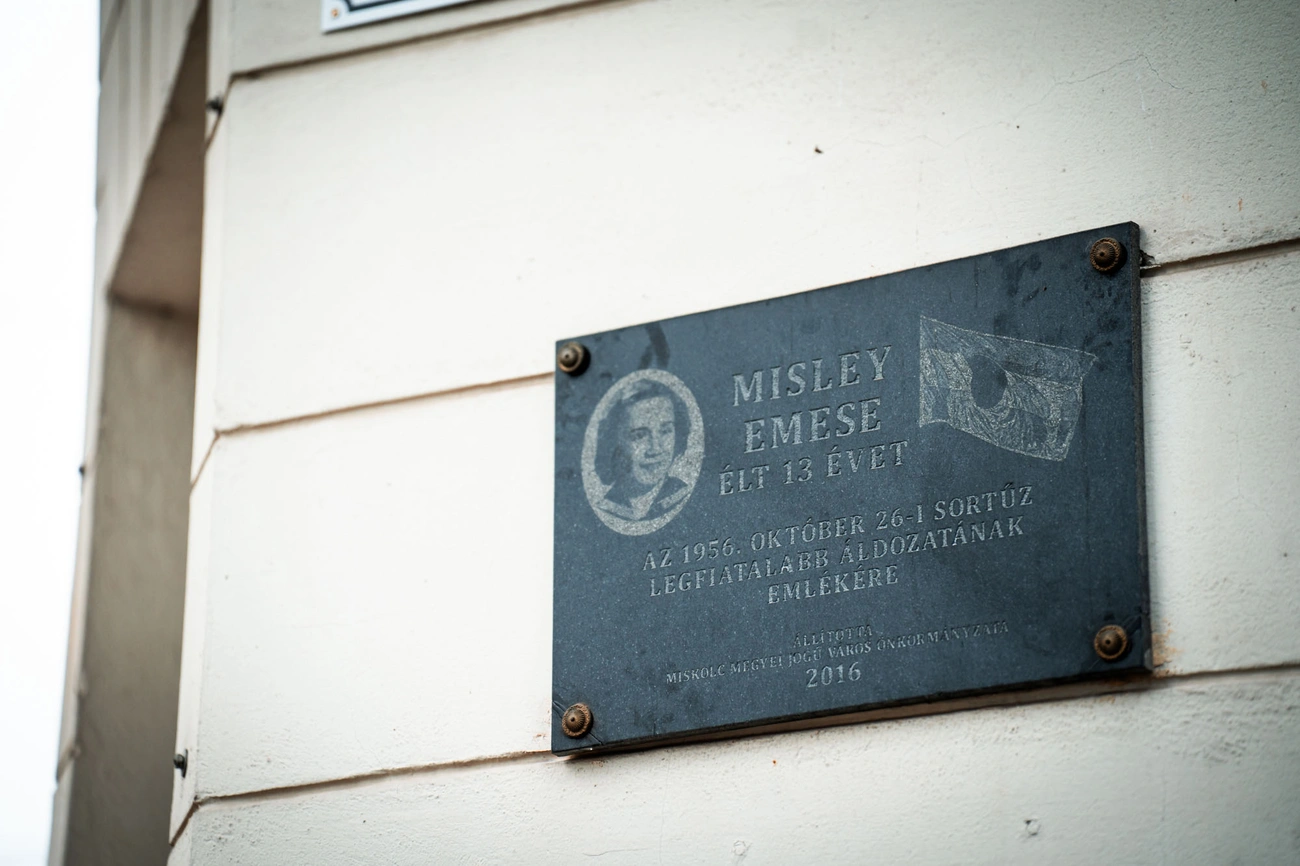 MISLEY
EMESE
ÉLT 13 ÉVET
AZ 1956. OKTÓBER 26-I SORTŰZ
LEGFIATALABB ÁLDOZATÁNAK
EMLÉKÉRE
ÁLLÍTOTTA
MISKOLC MEGYEI JOGÚ VÁROS ÖNKORMÁNYZATA
2016